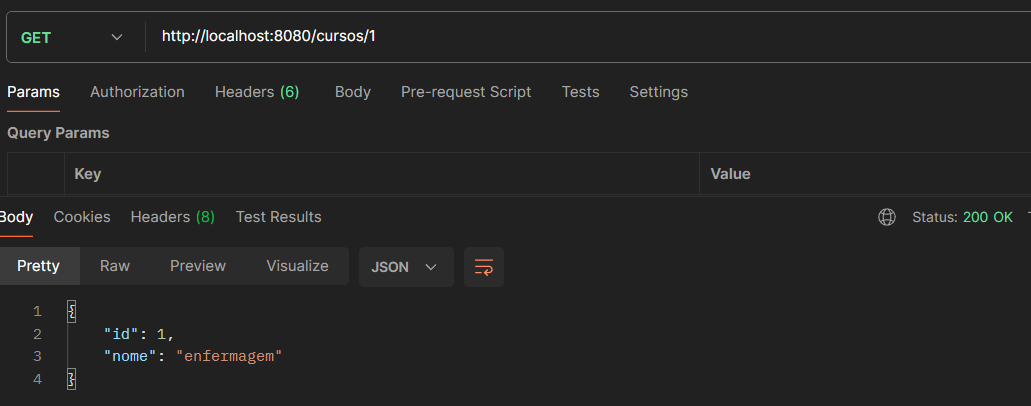 GET http://localhost:8080/cursos/1
Params Authorization Headers (6) Body Pre-request Script Tests Settings
Query Params
Key Value
Body Cookies Headers (8) Test Results Status: 200 OK
Pretty Raw Preview Visualize JSON
1 {
2 "id": 1,
3 "nome": "enfermagem"
4 }